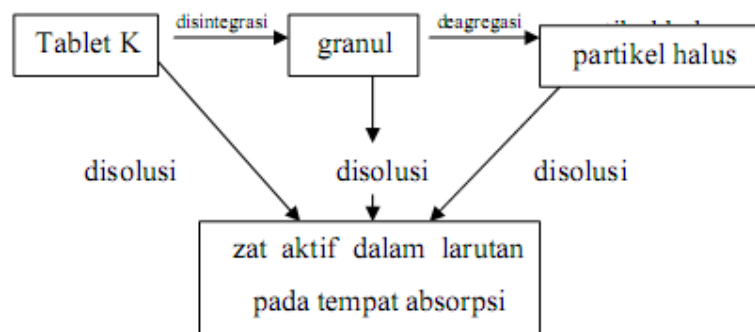 disintegrasi
deagregasi
Tablet K
granul
partikel halus
disolusi
disolusi
disolusi
zat aktif dalam larutan
pada tempat absorpsi